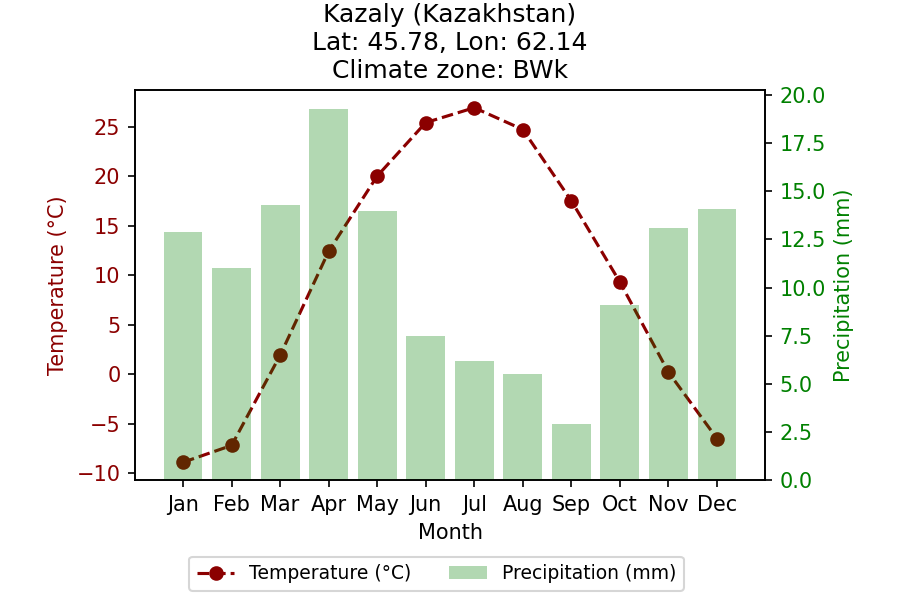 Kazaly (Kazakhstan)
Lat: 45.78, Lon: 62.14
Climate zone: BWk
Temperature (°C)
25
20
15
10
5
0
−5
−10
20.0
17.5
15.0
12.5
10.0
7.5
5.0
2.5
0.0
Precipitation (mm)
Jan Feb Mar Apr May Jun Jul Aug Sep Oct Nov Dec
Month
Temperature (°C) Precipitation (mm)